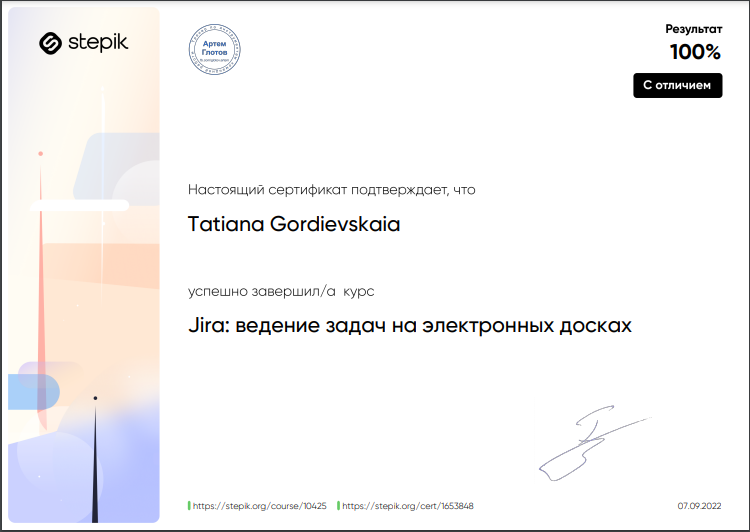 stepik
Артем
Глотов
Результат
100%
С отличием
Настоящий сертификат подтверждает, что
Tatiana Gordievskaia
успешно завершил/а курс
Jira: ведение задач на электронных досках
https://stepik.org/course/10425
https://stepik.org/cert/1653848
07.09.2022